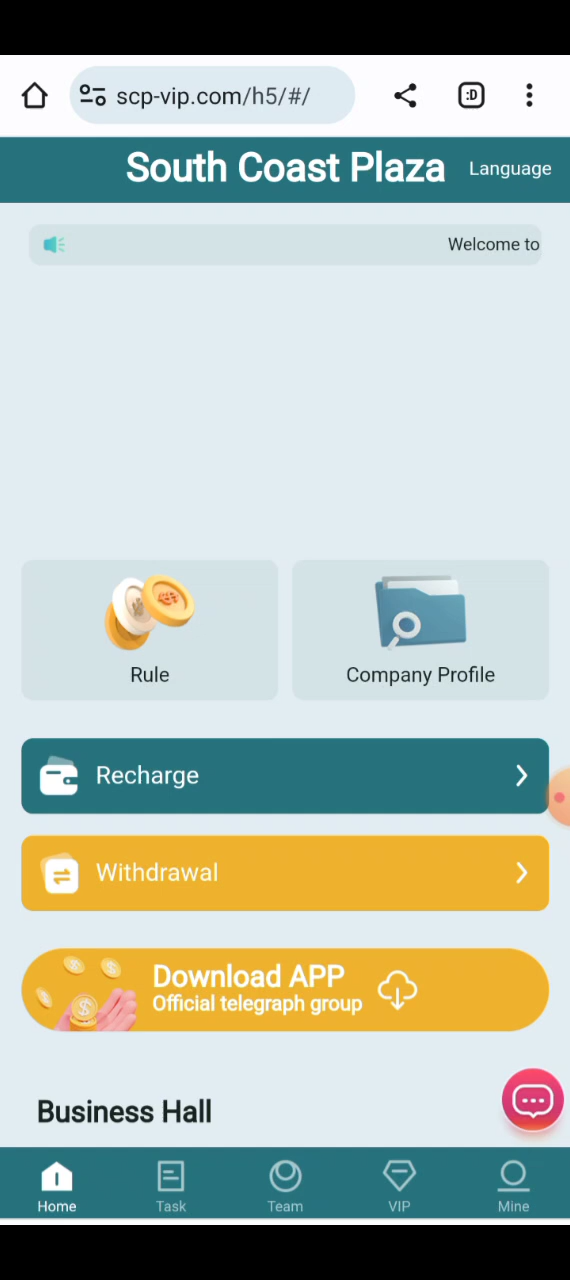 scp-vip.com/h5/#/
:D
South Coast Plaza
Language
Welcome to
Rule
Company Profile
Recharge
Withdrawal
Download APP
Official telegraph group
Business Hall
Home
Task
Team
VIP
Mine